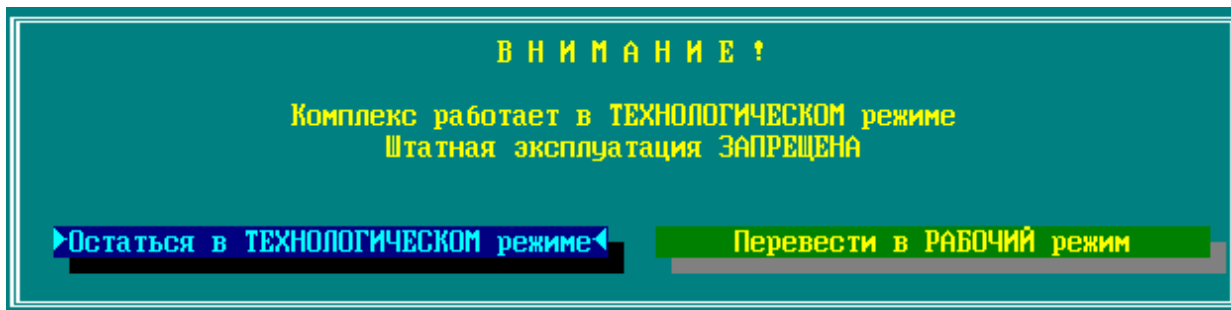 В Н И М А Н И Е !
Комплекс работает в ТЕХНОЛОГИЧЕСКОМ режиме
Штатная эксплуатация ЗАПРЕЩЕНА
Остаться в ТЕХНОЛОГИЧЕСКОМ режиме
Перевести в РАБОЧИЙ режим